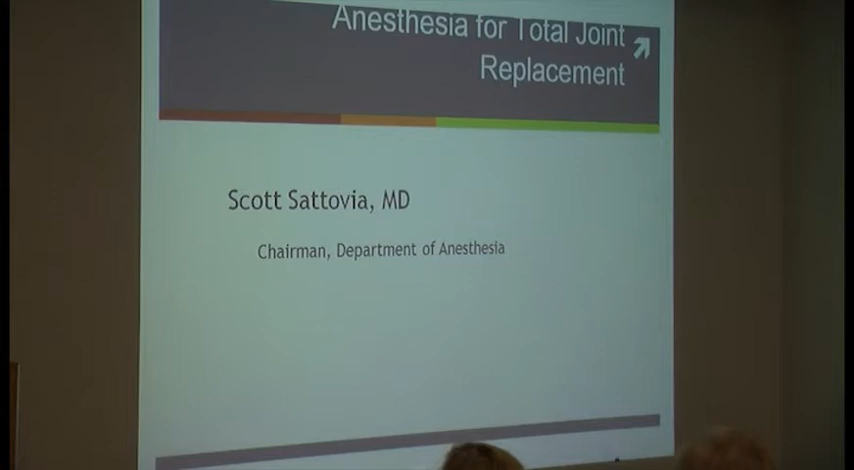 Anesthesia for Total Joint
Replacement
Scott Sattovia, MD
Chairman, Department of Anesthesia